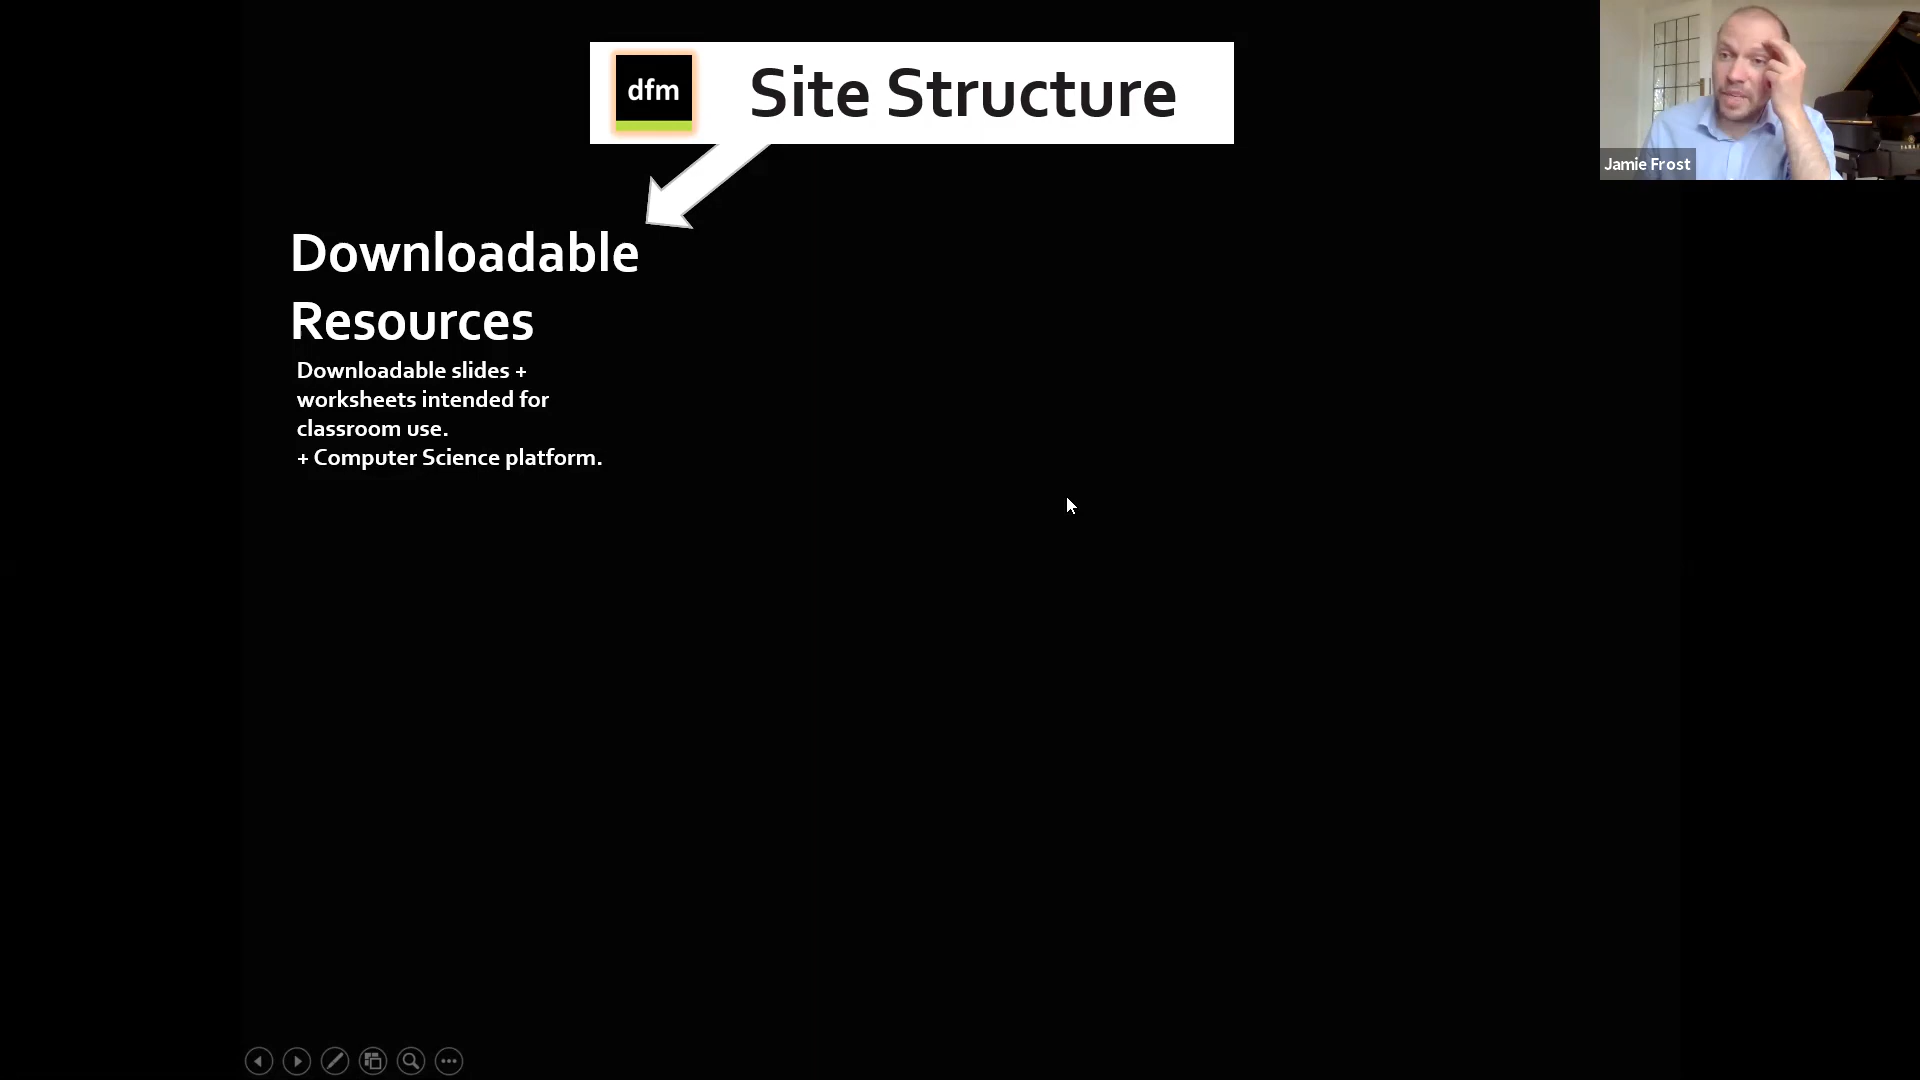 dfm
Site Structure
Jamie Frost
Downloadable
Resources
Downloadable slides +
worksheets intended for
classroom use.
+ Computer Science platform.